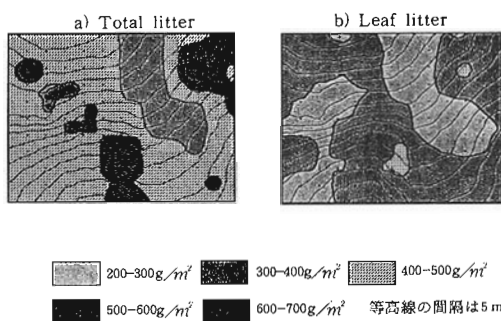 a) Total litter
b) Leaf litter
200-300g/m²
300-400g/m²
400-500g/m²
500-600g/m²
600-700g/m²
等高線の間隔は5m